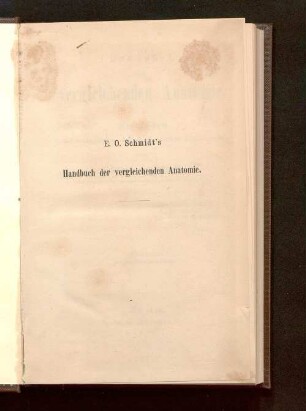 E. O. Schmidt's
Handbuch der vergleichenden Anatomie.